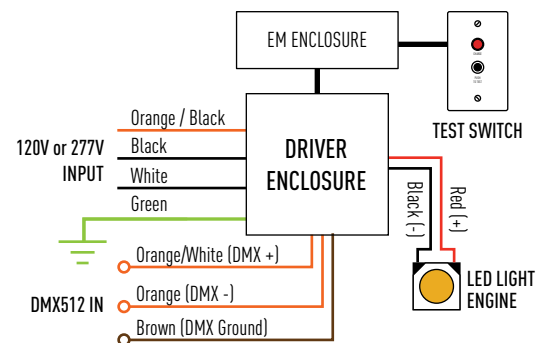 EM ENCLOSURE
TEST SWITCH
Orange / Black
120V or 277V
INPUT
Black
White
Green
DRIVER
ENCLOSURE
Red (+)
Black (-)
Orange/White (DMX +)
DMX512 IN
Orange (DMX -)
Brown (DMX Ground)
LED LIGHT
ENGINE